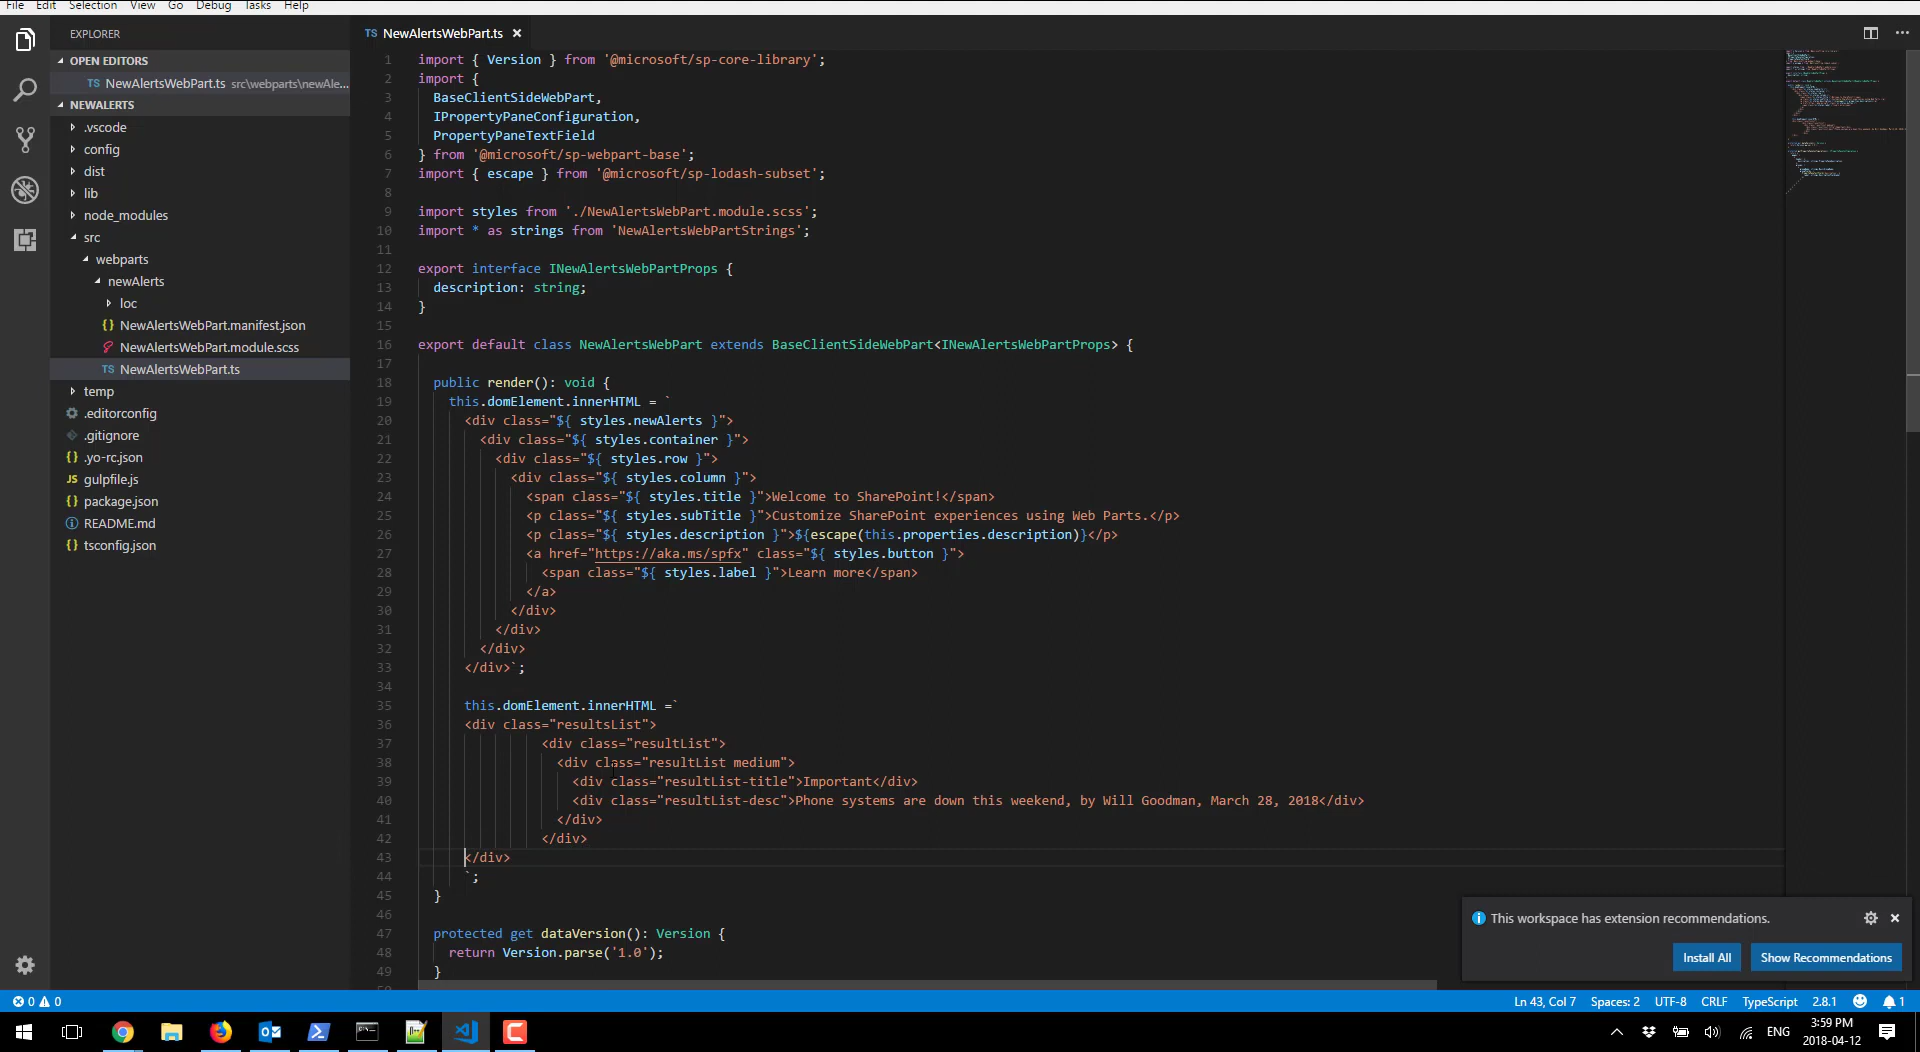 File Edit Selection View Go Debug Tasks Help
EXPLORER
OPEN EDITORS
TS NewAlertsWebPart.ts src\webparts\newAle...
NEWALERTS
.vscode
config
dist
lib
node_modules
src
webparts
newAlerts
loc
{} NewAlertsWebPart.manifest.json
NewAlertsWebPart.module.scss
TS NewAlertsWebPart.ts
temp
.editorconfig
.gitignore
{} .yo-rc.json
JS gulpfile.js
{} package.json
README.md
{} tsconfig.json
TS NewAlertsWebPart.ts ×
1 import { Version } from '@microsoft/sp-core-library';
2 import {
3 BaseClientSideWebPart,
4 IPropertyPaneConfiguration,
5 PropertyPaneTextField
6 } from '@microsoft/sp-webpart-base';
7 import { escape } from '@microsoft/sp-lodash-subset';
8
9 import styles from './NewAlertsWebPart.module.scss';
10 import * as strings from 'NewAlertsWebPartStrings';
11
12 export interface INewAlertsWebPartProps {
13 description: string;
14 }
15
16 export default class NewAlertsWebPart extends BaseClientSideWebPart<INewAlertsWebPartProps> {
17
18 public render(): void {
19 this.domElement.innerHTML = `
20 <div class="${ styles.newAlerts }">
21 <div class="${ styles.container }">
22 <div class="${ styles.row }">
23 <div class="${ styles.column }">
24 <span class="${ styles.title }">Welcome to SharePoint!</span>
25 <p class="${ styles.subTitle }">Customize SharePoint experiences using Web Parts.</p>
26 <p class="${ styles.description }">${escape(this.properties.description)}</p>
27 <a href="https://aka.ms/spfx" class="${ styles.button }">
28 <span class="${ styles.label }">Learn more</span>
29 </a>
30 </div>
31 </div>
32 </div>
33 </div>`;
34
35 this.domElement.innerHTML =`
36 <div class="resultsList">
37 <div class="resultList">
38 <div class="resultList medium">
39 <div class="resultList-title">Important</div>
40 <div class="resultList-desc">Phone systems are down this weekend, by Will Goodman, March 28, 2018</div>
41 </div>
42 </div>
43 </div>
44 `;
45 }
46
47 protected get dataVersion(): Version {
48 return Version.parse('1.0');
49 }
This workspace has extension recommendations.
Install All Show Recommendations
0 0 Ln 43, Col 7 Spaces: 2 UTF-8 CRLF TypeScript 2.8.1 1
ENG 3:59 PM
2018-04-12